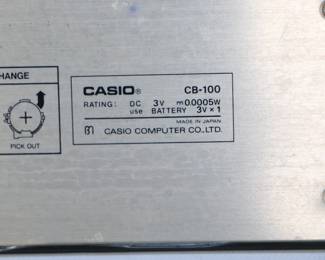 HANGE
PICK OUT
CASIO® CB-100
RATING: DC 3V 0.0005W
use BATTERY 3V×1
MADE IN JAPAN
CASIO COMPUTER CO.,LTD.